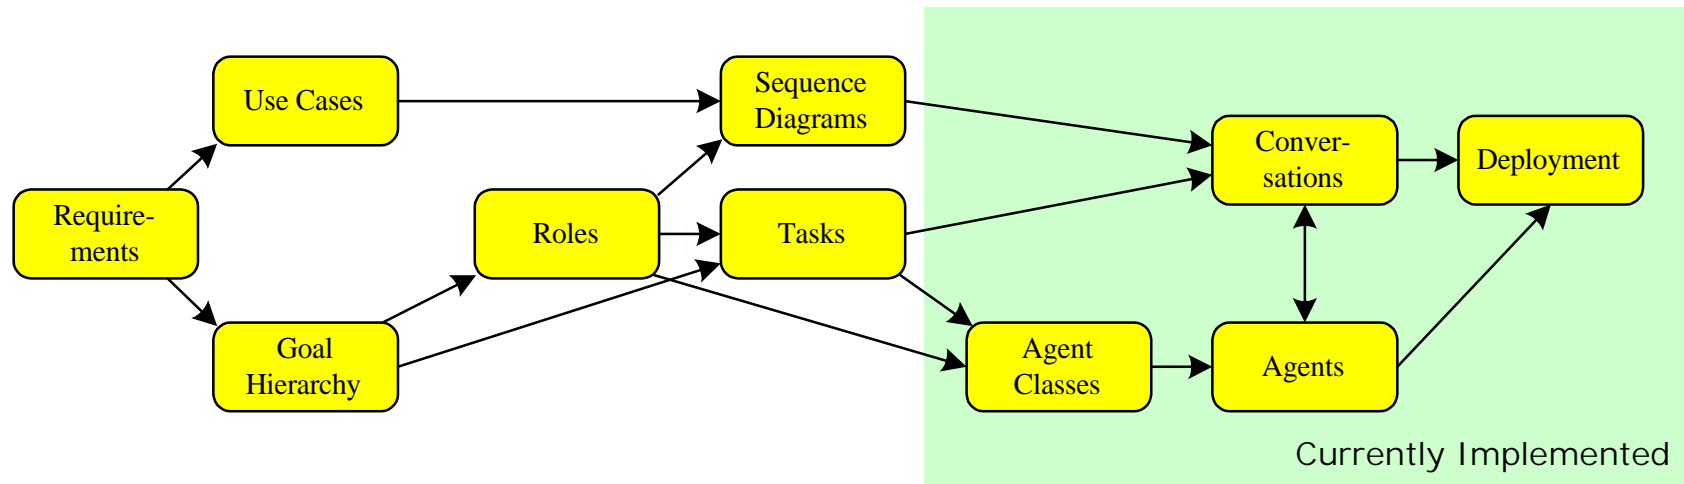 Use Cases
Sequence
Diagrams
Conver-
sations
Deployment
Require-
ments
Roles
Tasks
Goal
Hierarchy
Agent
Classes
Agents
Currently Implemented